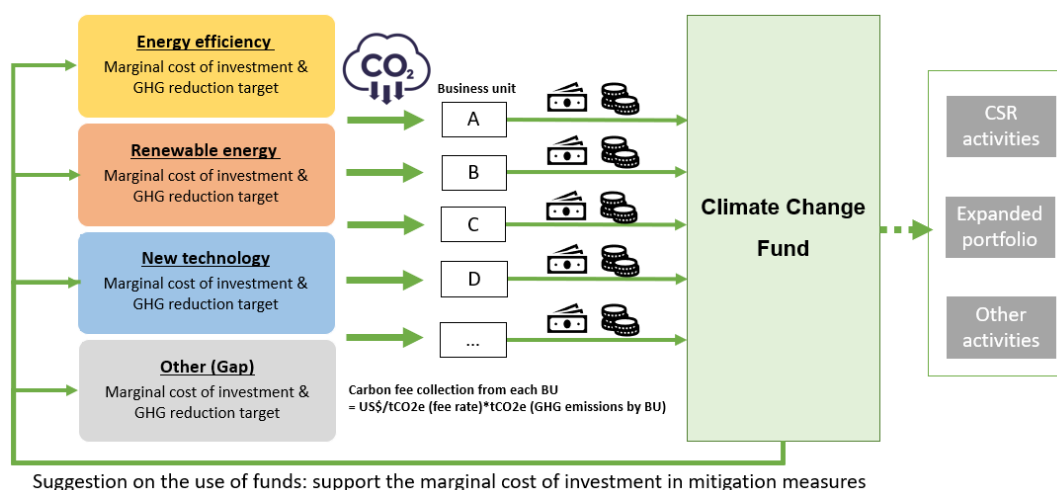 Energy efficiency
Marginal cost of investment &
GHG reduction target
Renewable energy
Marginal cost of investment &
GHG reduction target
New technology
Marginal cost of investment &
GHG reduction target
Other (Gap)
Marginal cost of investment &
GHG reduction target
CO2
Business unit
A
B
C
D
...
Carbon fee collection from each BU
= US$/tCO2e (fee rate)*tCO2e (GHG emissions by BU)
Climate Change
Fund
CSR
activities
Expanded
portfolio
Other
activities
Suggestion on the use of funds: support the marginal cost of investment in mitigation measures